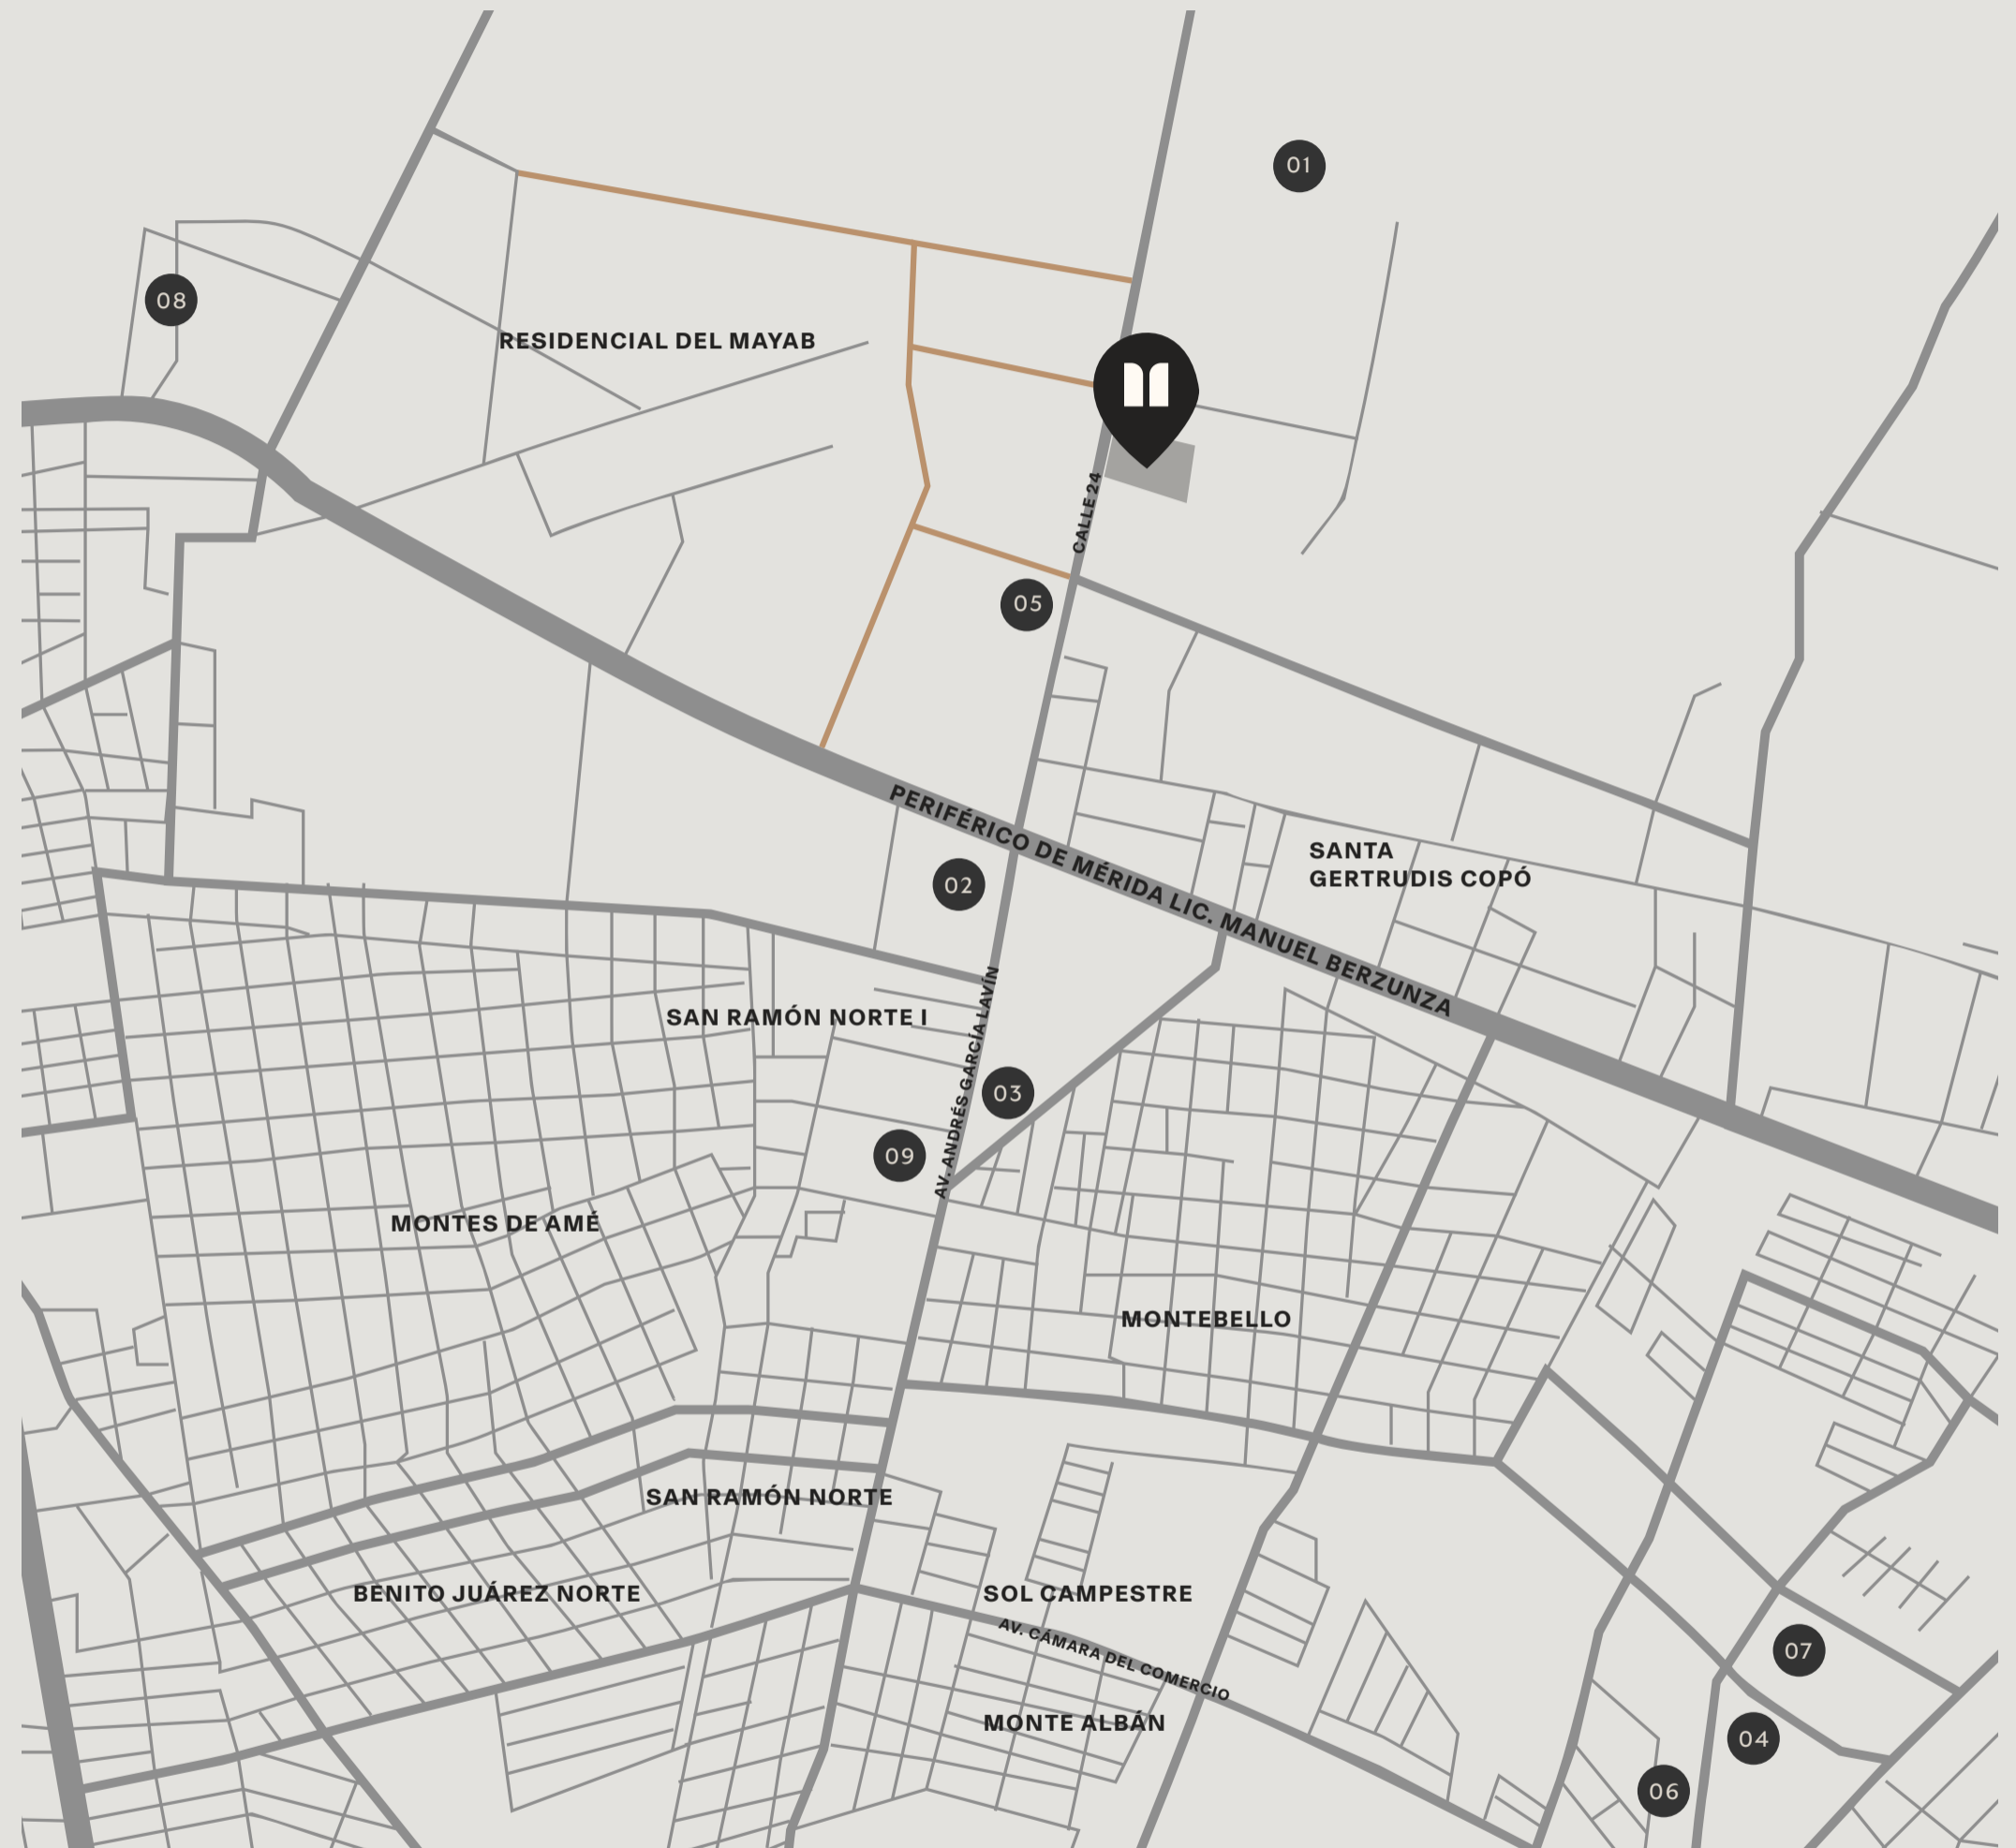 01
08
RESIDENCIAL DEL MAYAB
CALLE 24
05
PERIFÉRICO DE MÉRIDA LIC. MANUEL BERZUNZA
SANTA
GERTRUDIS COPÓ
02
SAN RAMÓN NORTE I
AV. ANDRÉS GARCÍA LAVÍN
03
09
MONTES DE AMÉ
MONTEBELLO
SAN RAMÓN NORTE
BENITO JUÁREZ NORTE
SOL CAMPESTRE
AV. CÁMARA DEL COMERCIO
07
MONTE ALBÁN
04
06